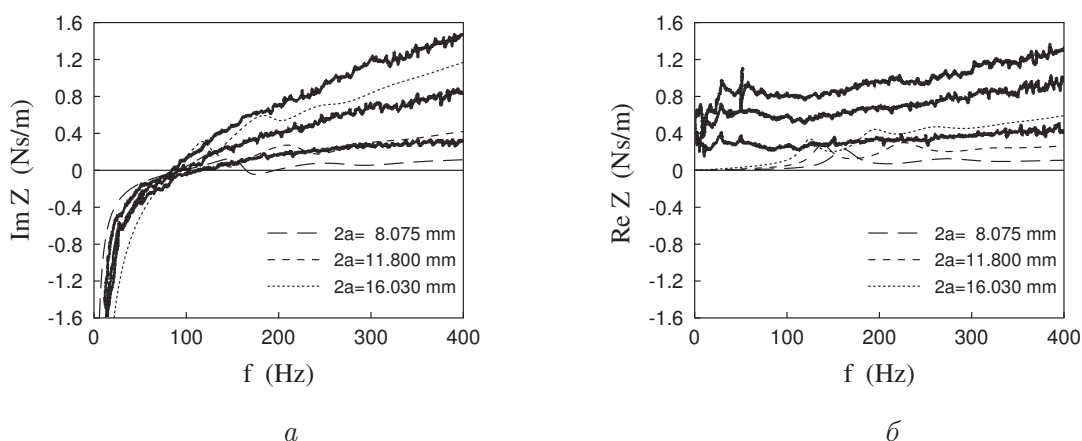 1.6
1.2
0.8
0.4
0
-0.4
-0.8
-1.2
-1.6
Im Z (Ns/m)
2a= 8.075 mm
2a=11.800 mm
2a=16.030 mm
0 100 200 300 400
f (Hz)
а
1.6
1.2
0.8
0.4
0
-0.4
-0.8
-1.2
-1.6
Re Z (Ns/m)
2a= 8.075 mm
2a=11.800 mm
2a=16.030 mm
0 100 200 300 400
f (Hz)
б